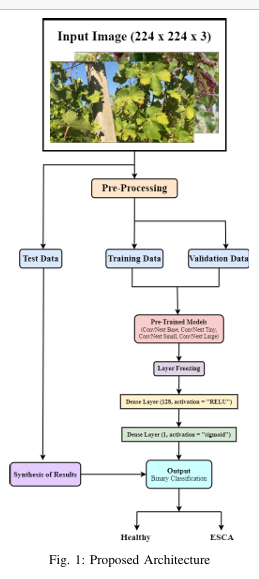 Input Image (224 x 224 x 3)
Pre-Processing
Test Data
Training Data
Validation Data
Pre-Trained Models
(ConvNext Base, ConvNext Tiny,
ConvNext Small, ConvNext Large)
Layer Freezing
Dense Layer (128, activation = "RELU")
Dense Layer (1, activation = "sigmoid")
Synthesis of Results
Output
Binary Classification
Healthy
ESCA
Fig. 1: Proposed Architecture